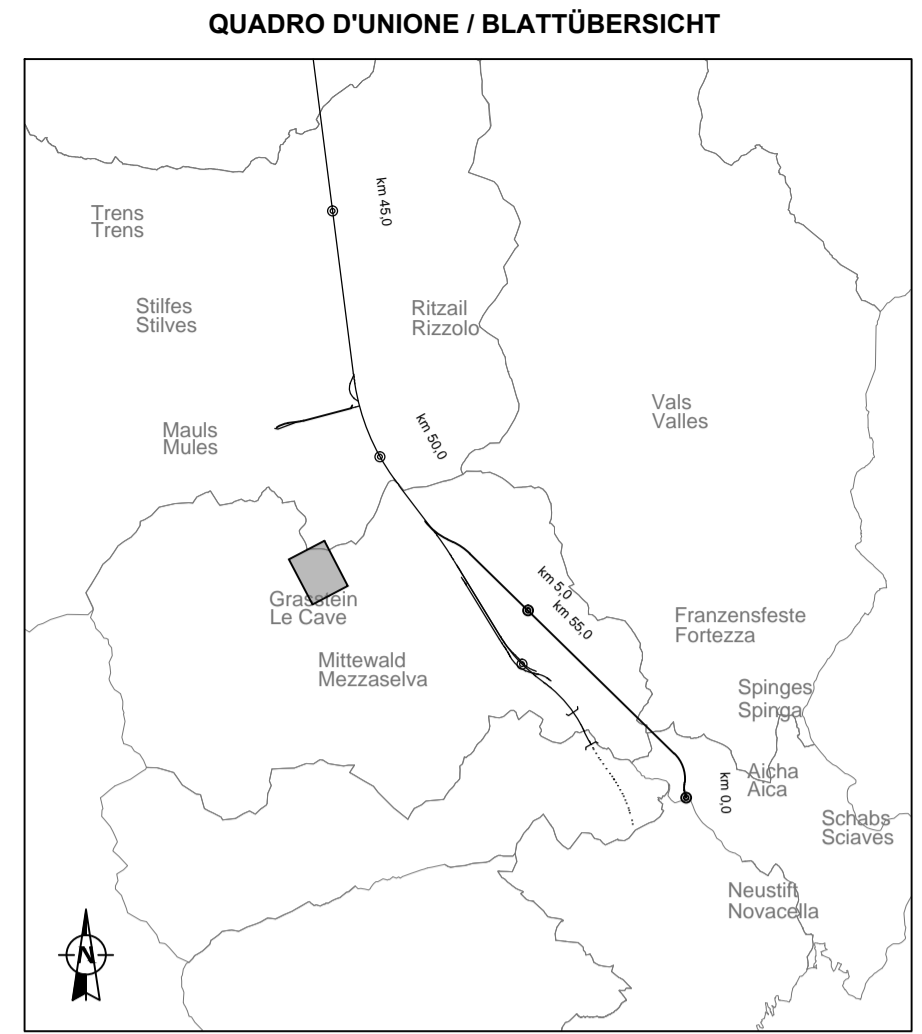 QUADRO D'UNIONE / BLATTÜBERSICHT
km 45,0
Trens
Trens
Stilfes
Stilves
Ritzail
Rizzolo
Vals
Valles
Mauls
Mules
km 50,0
km 5,0
km 55,0
Grasstein
Le Cave
Franzensfeste
Fortezza
Mittewald
Mezzaselva
Spinges
Spinga
Aicha
Aica
km 0,0
Schabs
Sciaves
Neustift
Novacella
N